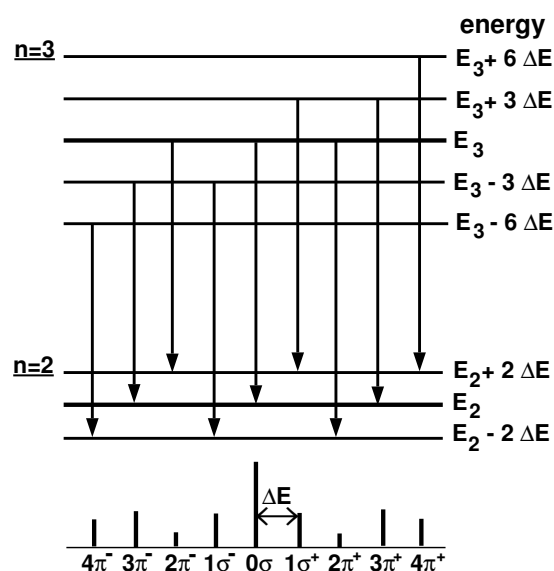 energy
n=3
E₃+ 6 ΔE
E₃+ 3 ΔE
E₃
E₃ - 3 ΔE
E₃ - 6 ΔE
n=2
E₂+ 2 ΔE
E₂
E₂ - 2 ΔE
ΔE
4π⁻ 3π⁻ 2π⁻ 1σ⁻ 0σ 1σ⁺ 2π⁺ 3π⁺ 4π⁺